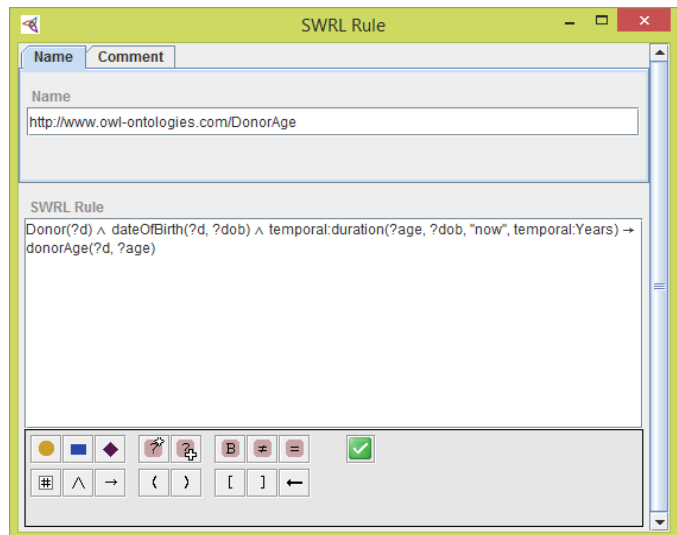 SWRL Rule
Name Comment
Name
http://www.owl-ontologies.com/DonorAge
SWRL Rule
Donor(?d) ∧ dateOfBirth(?d, ?dob) ∧ temporal:duration(?age, ?dob, "now", temporal:Years) →
donorAge(?d, ?age)
? ? B ≠ =
# ∧ → ( ) [ ] ←